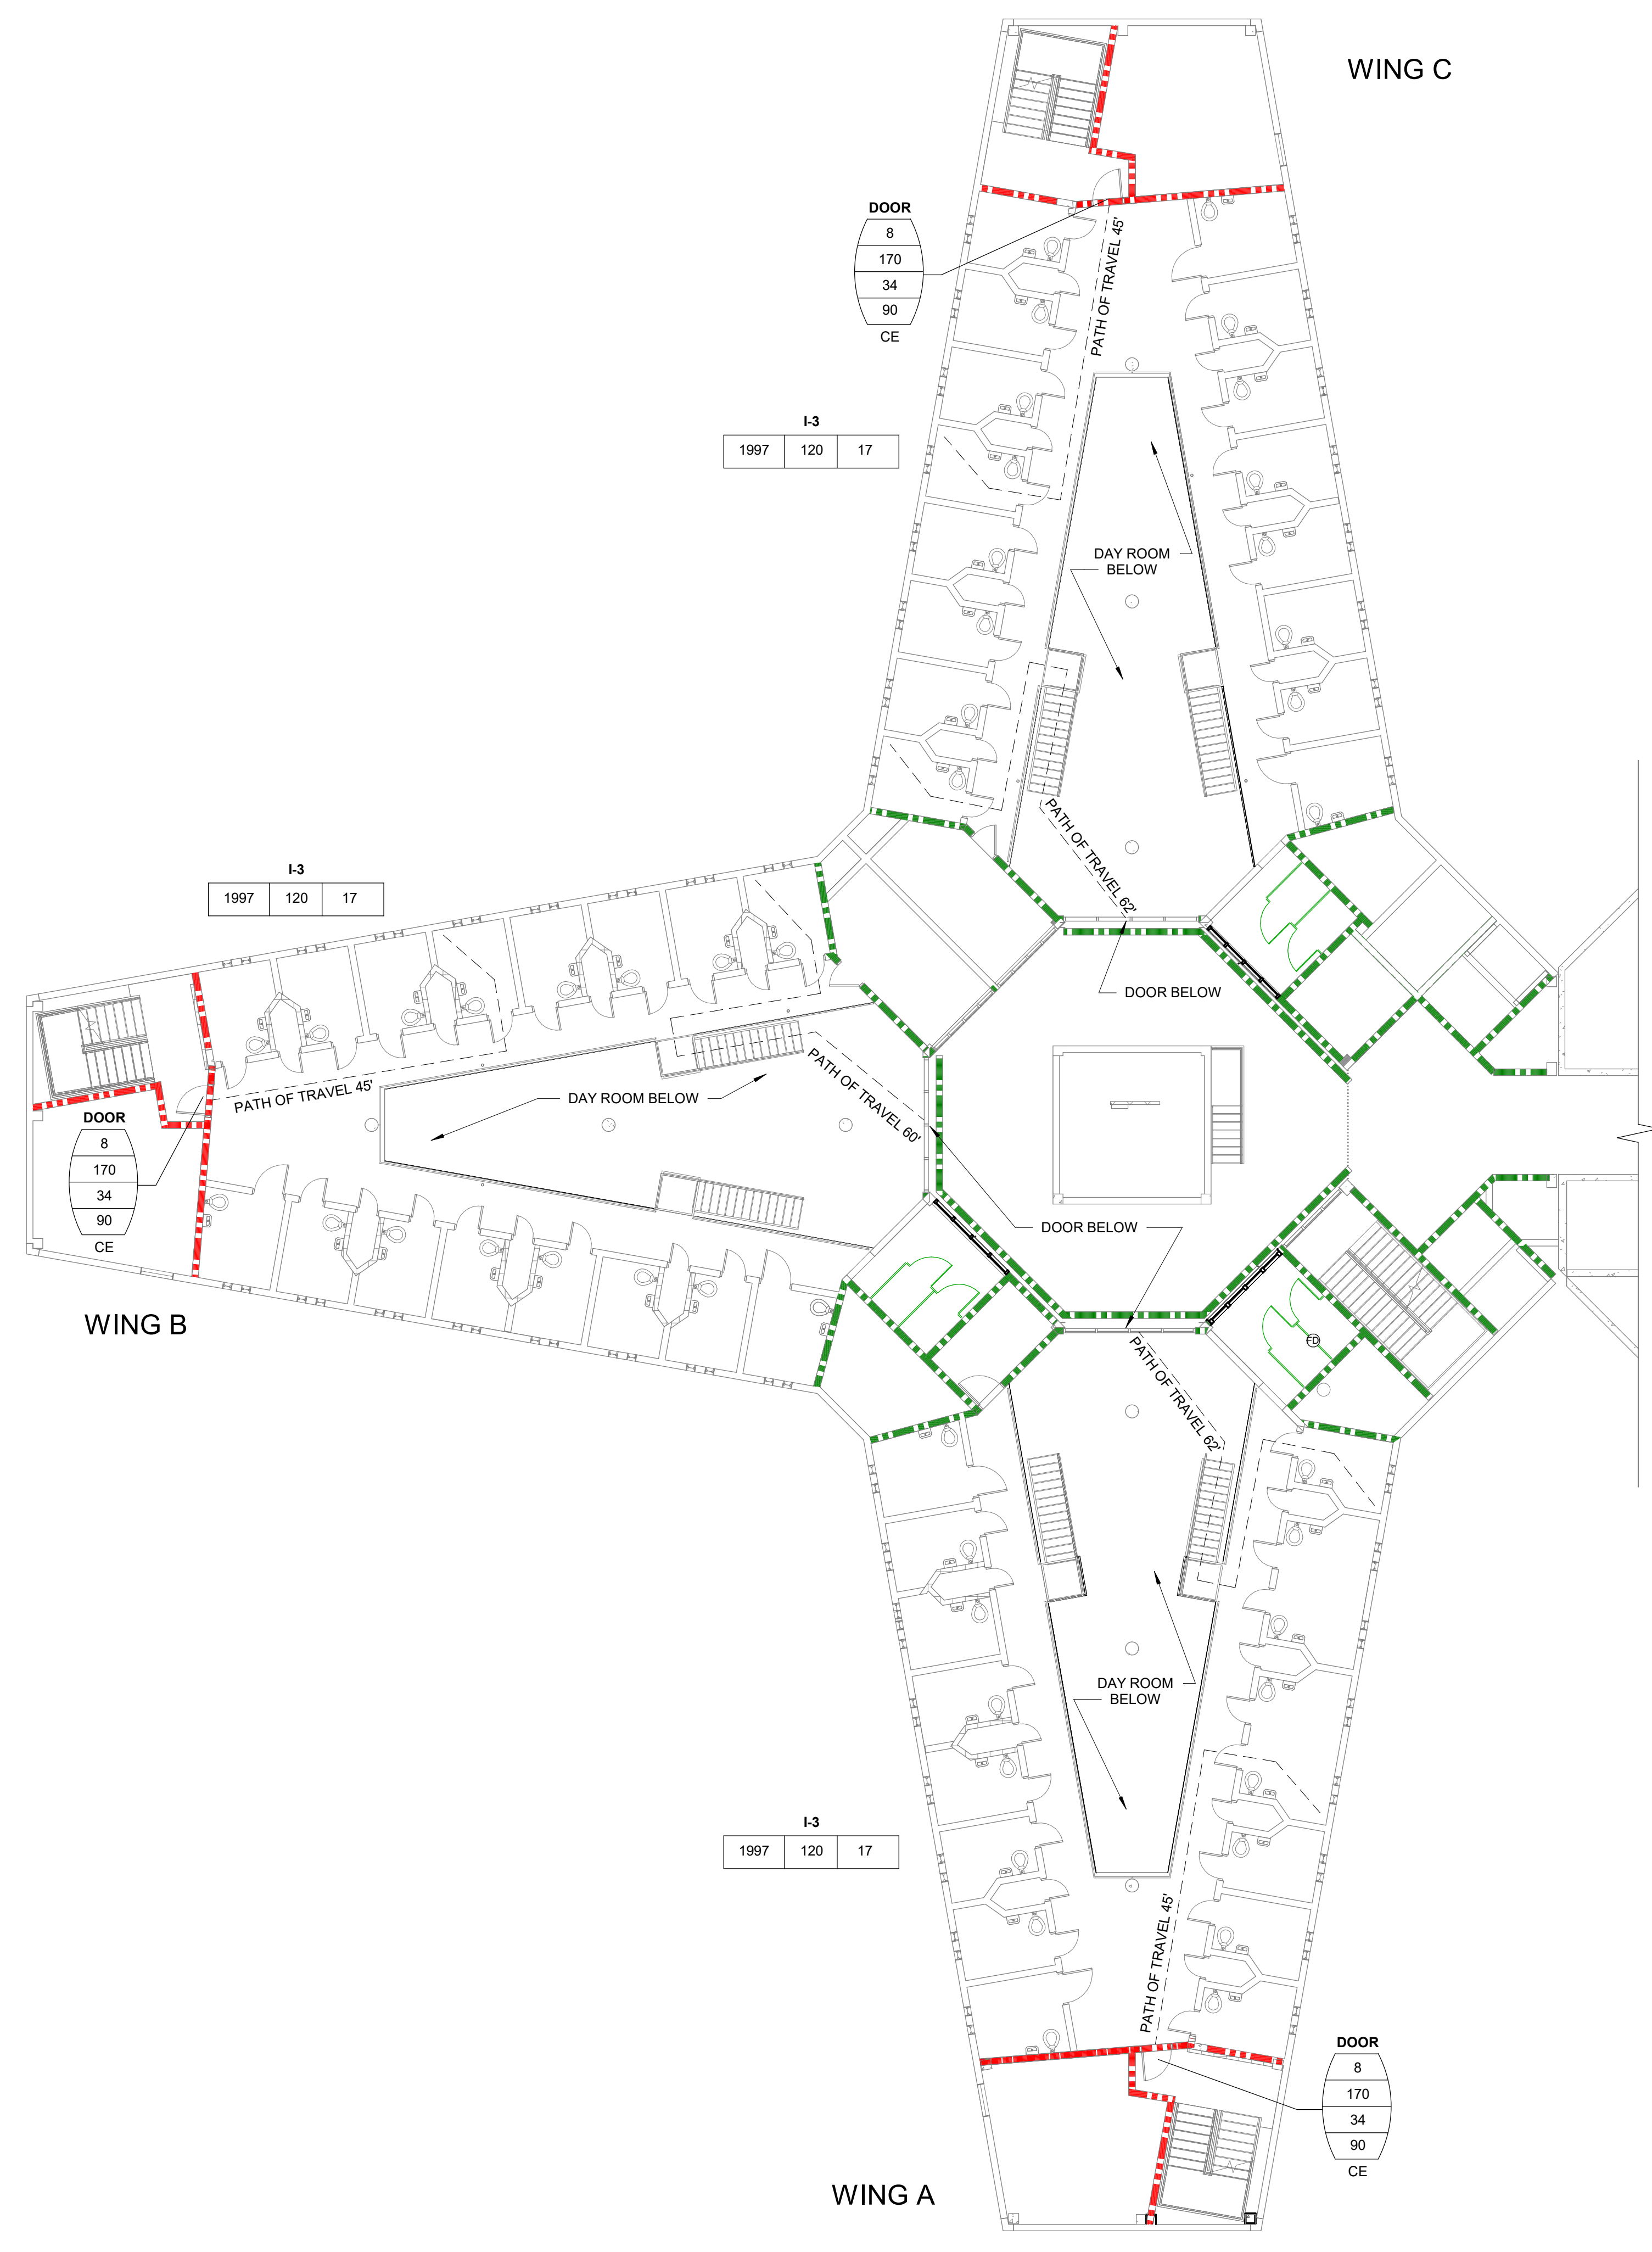 WING C
DOOR
8
170
34
90
CE
PATH OF TRAVEL 45'
I-3
1997 120 17
DAY ROOM
BELOW
PATH OF TRAVEL 62'
I-3
1997 120 17
DOOR BELOW
PATH OF TRAVEL 45'
DAY ROOM BELOW
PATH OF TRAVEL 60'
DOOR
8
170
34
90
CE
DOOR BELOW
WING B
FD
PATH OF TRAVEL 62'
DAY ROOM
BELOW
I-3
1997 120 17
PATH OF TRAVEL 45'
DOOR
8
170
34
90
CE
WING A